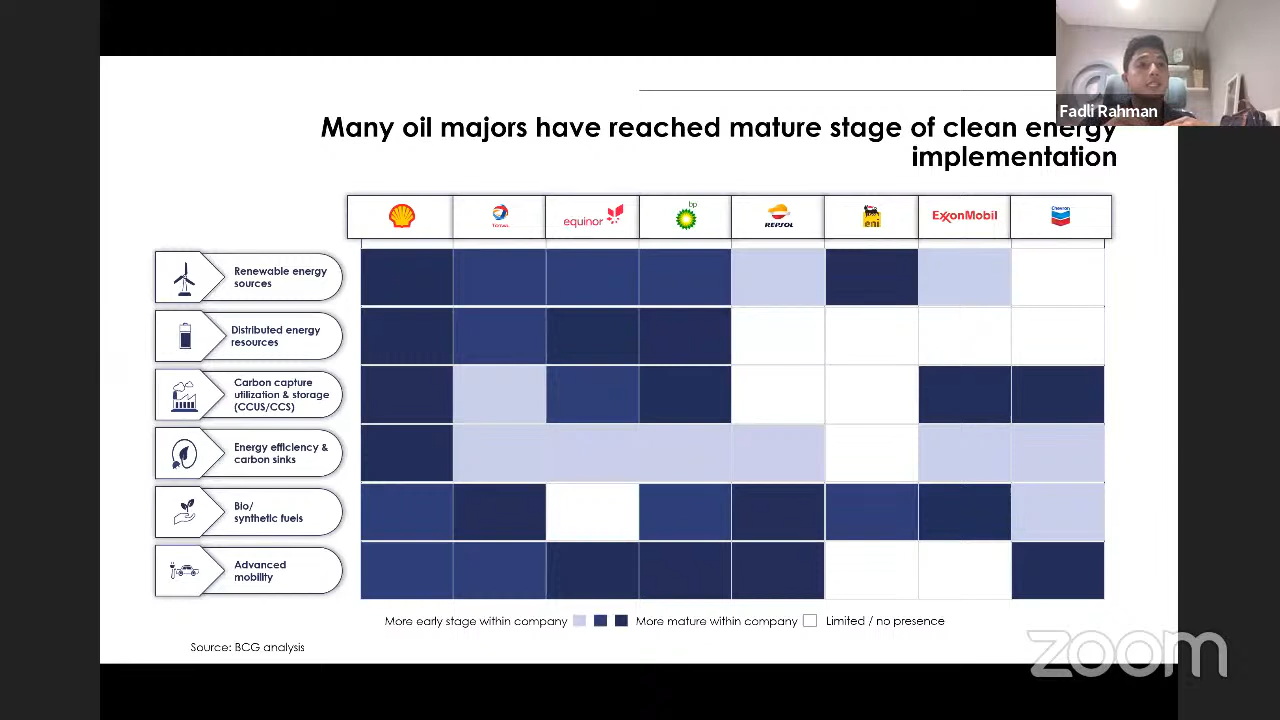 Fadli Rahman
Many oil majors have reached mature stage of clean energy
implementation
TOTAL
equinor
bp
REPSOL
eni
ExxonMobil
Chevron
Renewable energy
sources
Distributed energy
resources
Carbon capture
utilization & storage
(CCUS/CCS)
Energy efficiency &
carbon sinks
Bio/
synthetic fuels
Advanced
mobility
More early stage within company
More mature within company
Limited / no presence
Source: BCG analysis
zoom